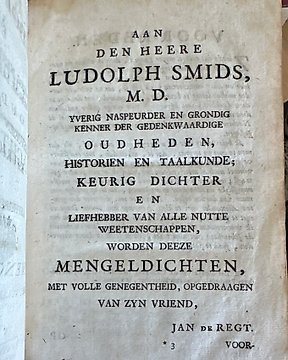 AAN
DEN HEERE
LUDOLPH SMIDS,
M. D.
YVERIG NASPEURDER EN GRONDIG
KENNER DER GEDENKWAARDIGE
OUDHEDEN,
HISTORIEN EN TAALKUNDE;
KEURIG DICHTER
EN
LIEFHEBBER VAN ALLE NUTTE
WEETENSCHAPPEN,
WORDEN DEEZE
MENGELDICHTEN,
MET VOLLE GENEGENTHEID, OPGEDRAAGEN
VAN ZYN VRIEND,
JAN DE REGT.
* 3 VOOR-